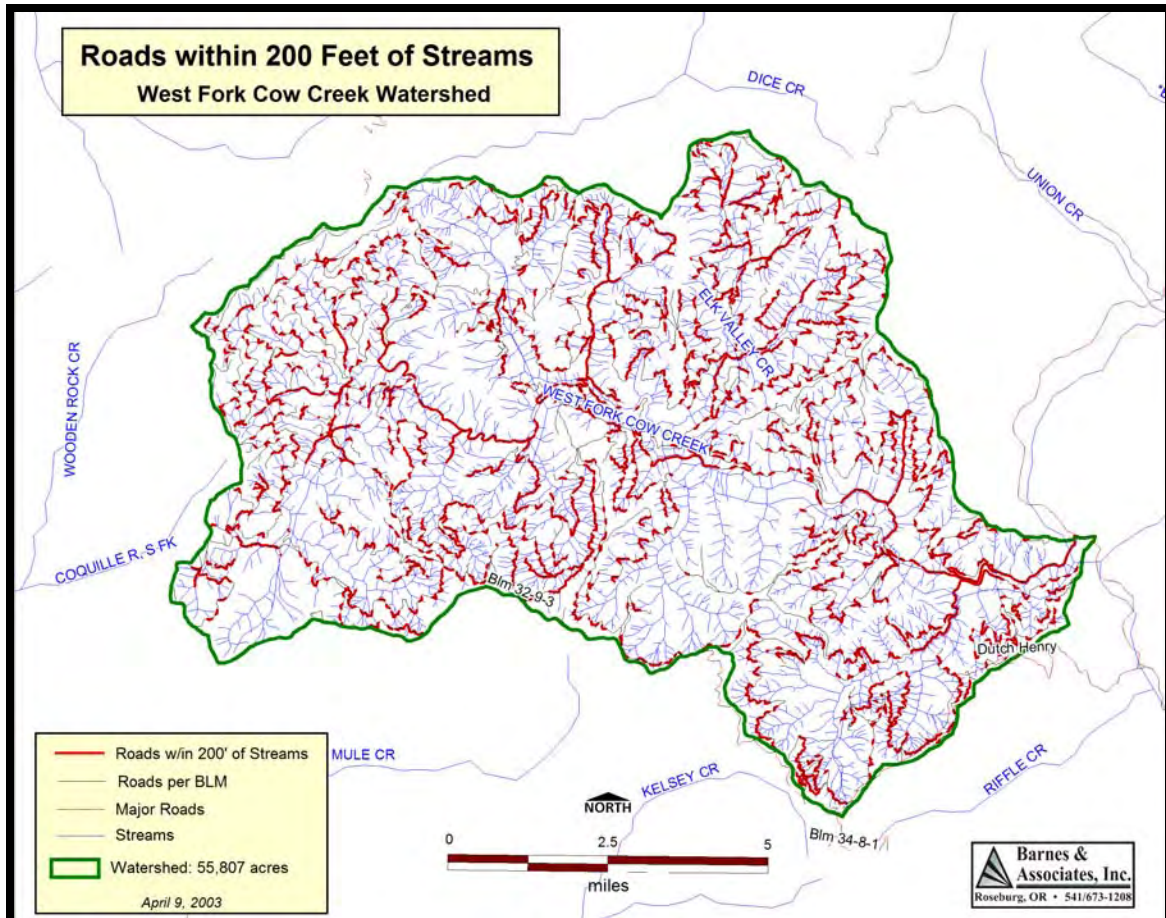 Roads within 200 Feet of Streams
West Fork Cow Creek Watershed
DICE CR
UNION CR
WOODEN ROCK CR
ELK VALLEY CR
WEST FORK COW CREEK
COQUILLE R, S FK
Blm 32-9-3
Dutch Henry
MULE CR
KELSEY CR
RIFFLE CR
Blm 34-8-1
Roads w/in 200' of Streams
Roads per BLM
Major Roads
Streams
Watershed: 55,807 acres
April 9, 2003
NORTH
0 2.5 5
miles
Barnes &
Associates, Inc.
Roseburg, OR • 541/673-1208